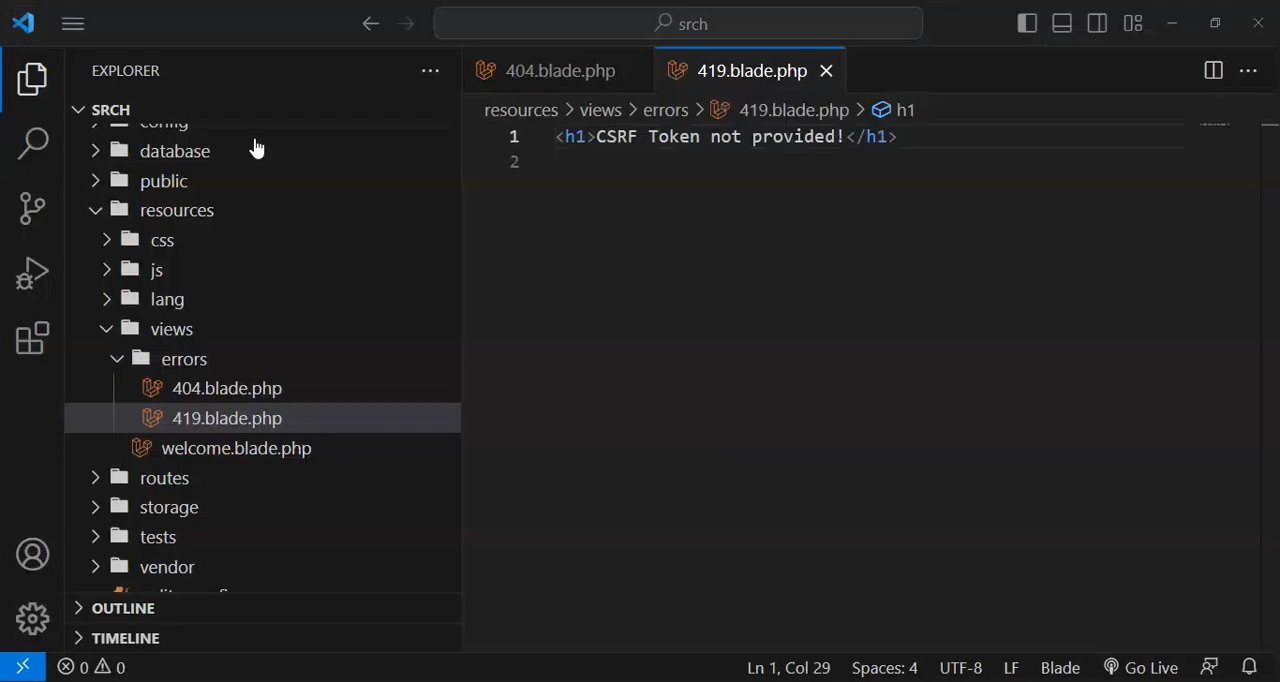 srch
EXPLORER
SRCH
config
database
public
resources
css
js
lang
views
errors
404.blade.php
419.blade.php
welcome.blade.php
routes
storage
tests
vendor
OUTLINE
TIMELINE
404.blade.php
419.blade.php
resources > views > errors > 419.blade.php > h1
1 <h1>CSRF Token not provided!</h1>
2
0 0
Ln 1, Col 29 Spaces: 4 UTF-8 LF Blade Go Live